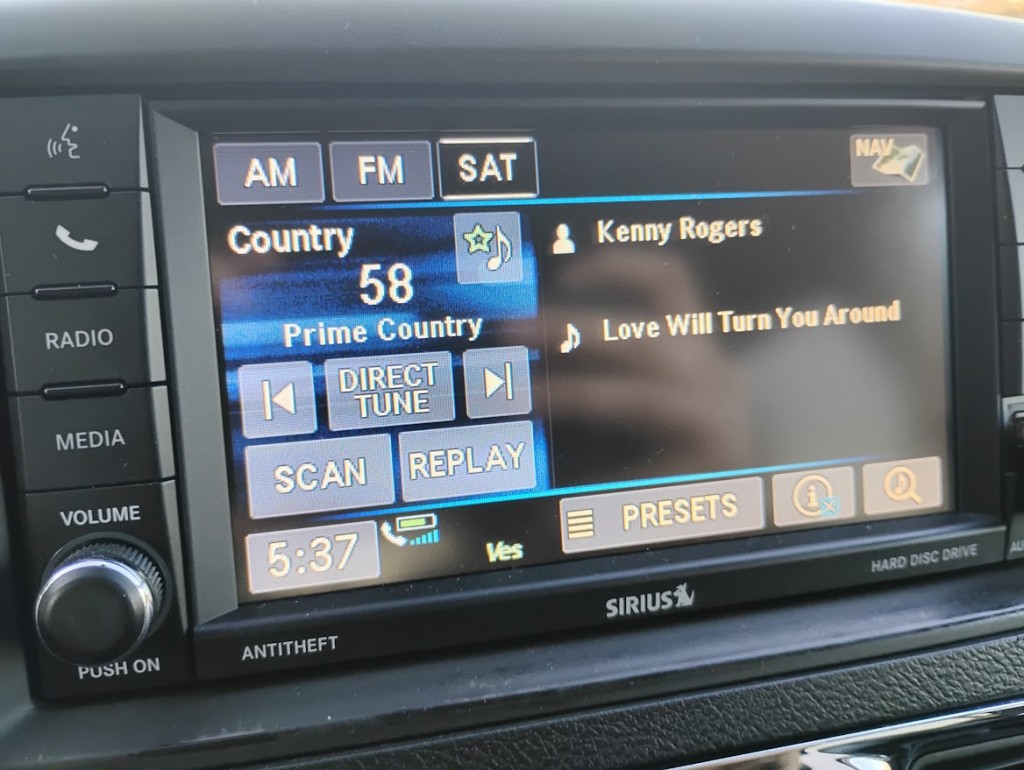 AM FM SAT
NAV
Country
58
Prime Country
DIRECT
TUNE
SCAN REPLAY
Kenny Rogers
Love Will Turn You Around
5:37
Ves
PRESETS
RADIO
MEDIA
VOLUME
PUSH ON
ANTITHEFT
SIRIUS
HARD DISC DRIVE